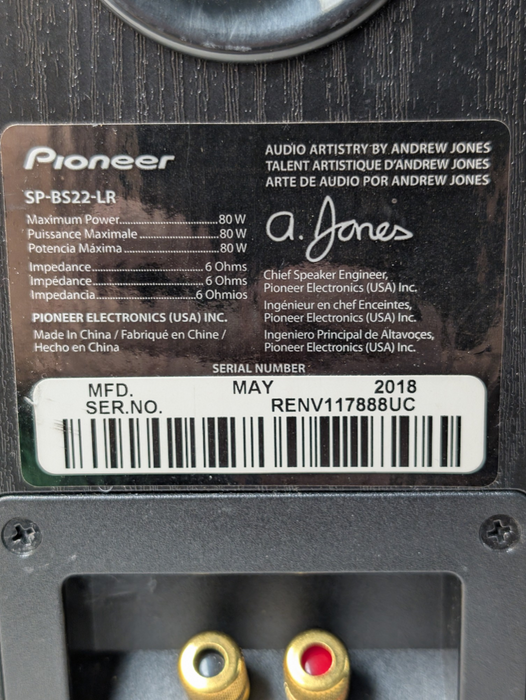 Pioneer
SP-BS22-LR
Maximum Power 80 W
Puissance Maximale 80 W
Potencia Máxima 80 W
Impedance 6 Ohms
Impédance 6 Ohms
Impedancia 6 Ohmios
PIONEER ELECTRONICS (USA) INC.
Made In China / Fabriqué en Chine /
Hecho en China
AUDIO ARTISTRY BY ANDREW JONES
TALENT ARTISTIQUE D'ANDREW JONES
ARTE DE AUDIO POR ANDREW JONES
a. Jones
Chief Speaker Engineer,
Pioneer Electronics (USA) Inc.
Ingénieur en chef Enceintes,
Pioneer Electronics (USA) Inc.
Ingeniero Principal de Altavoçes,
Pioneer Electronics (USA) Inc.
SERIAL NUMBER
MFD. MAY 2018
SER.NO. RENV117888UC